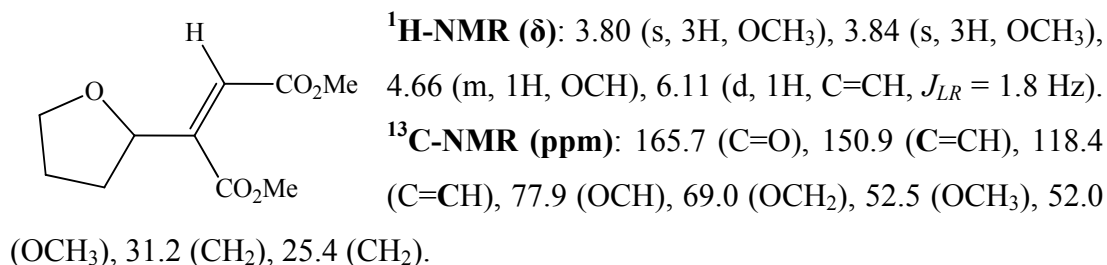 H
O
CO₂Me
CO₂Me
¹H-NMR (δ): 3.80 (s, 3H, OCH₃), 3.84 (s, 3H, OCH₃),
4.66 (m, 1H, OCH), 6.11 (d, 1H, C=CH, J_LR = 1.8 Hz).
¹³C-NMR (ppm): 165.7 (C=O), 150.9 (C=CH), 118.4
(C=CH), 77.9 (OCH), 69.0 (OCH₂), 52.5 (OCH₃), 52.0
(OCH₃), 31.2 (CH₂), 25.4 (CH₂).